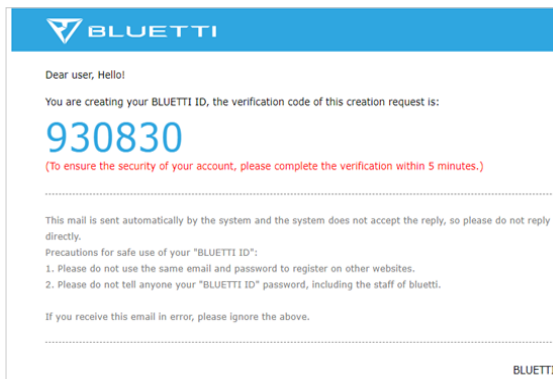 BLUETTI
Dear user, Hello!
You are creating your BLUETTI ID, the verification code of this creation request is:
930830
(To ensure the security of your account, please complete the verification within 5 minutes.)
This mail is sent automatically by the system and the system does not accept the reply, so please do not reply
directly.
Precautions for safe use of your "BLUETTI ID":
1. Please do not use the same email and password to register on other websites.
2. Please do not tell anyone your "BLUETTI ID" password, including the staff of bluetti.
If you receive this email in error, please ignore the above.
BLUETTI